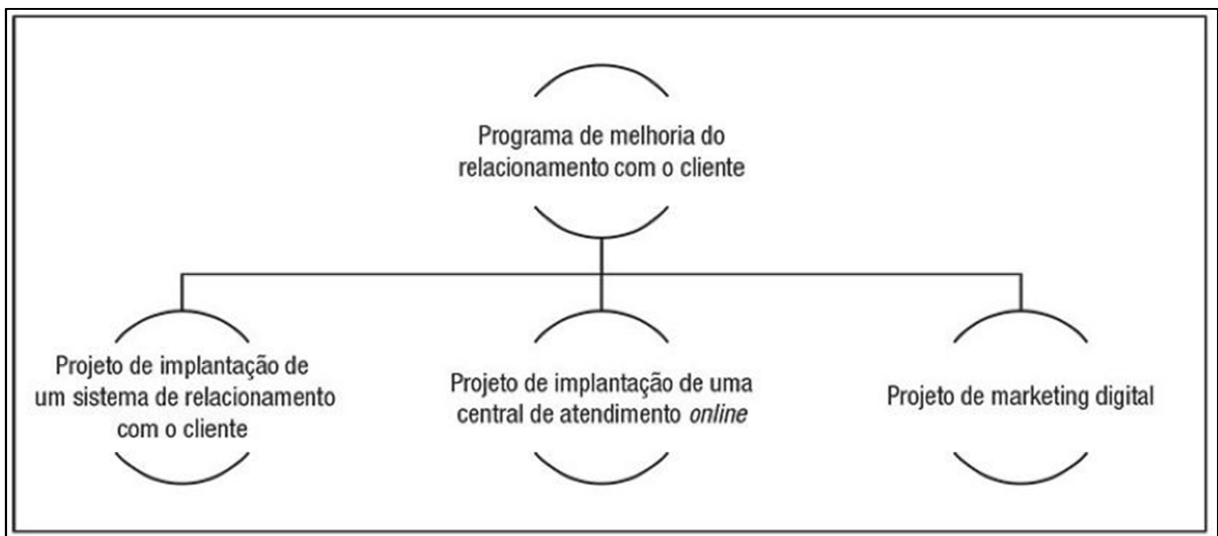 Programa de melhoria do
relacionamento com o cliente
Projeto de implantação de
um sistema de relacionamento
com o cliente
Projeto de implantação de uma
central de atendimento online
Projeto de marketing digital